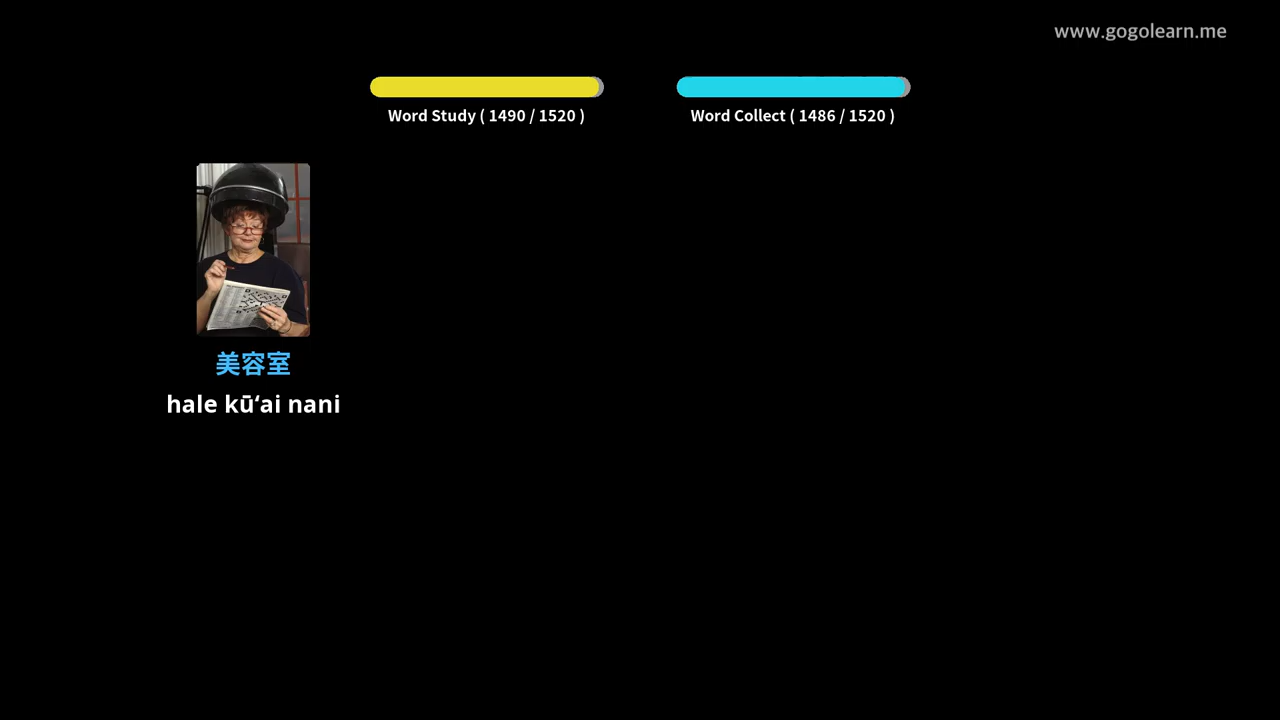 www.gogolearn.me
Word Study ( 1490 / 1520 )
Word Collect ( 1486 / 1520 )
美容室
hale kūʻai nani